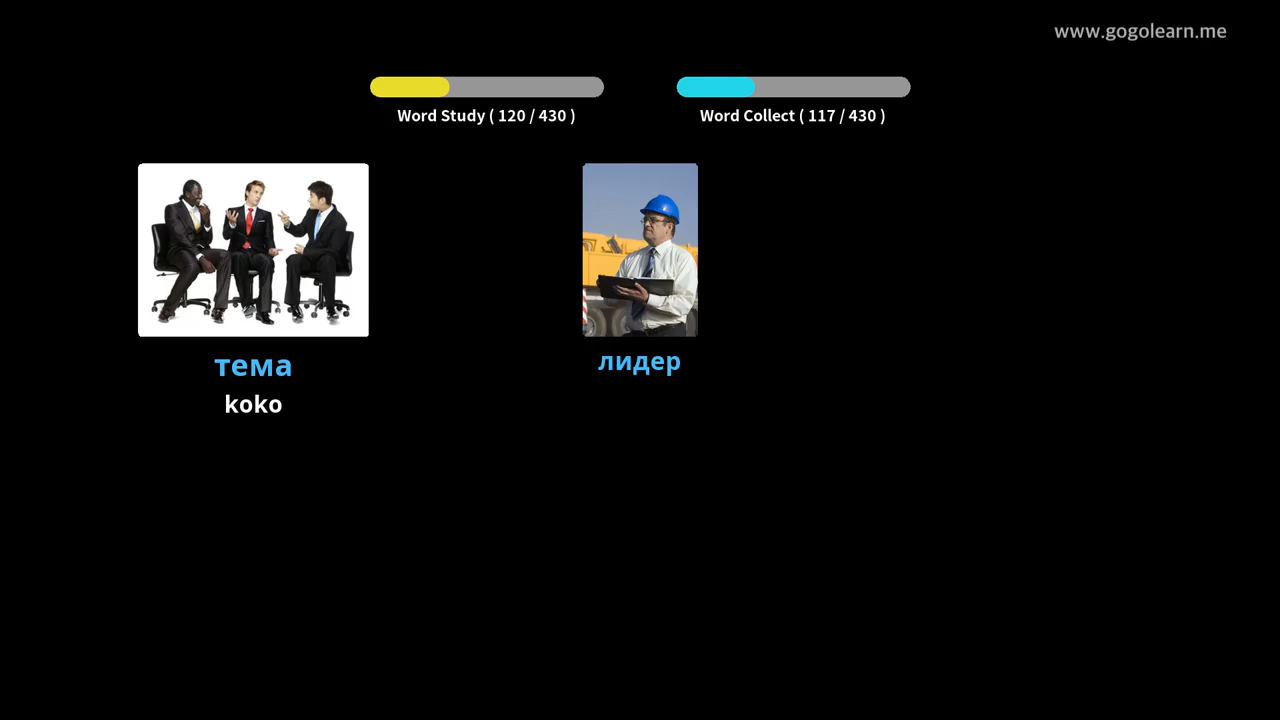 www.gogolearn.me
Word Study ( 120 / 430 )
Word Collect ( 117 / 430 )
тема
koko
лидер